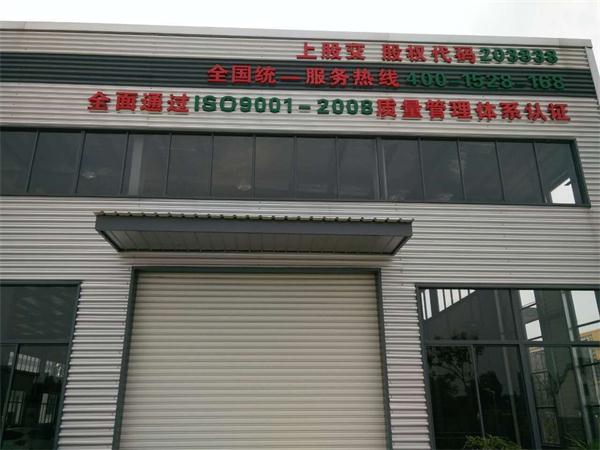 上股交 股权代码203938
全国统一服务热线400-1528-168
全面通过ISO9001-2008质量管理体系认证